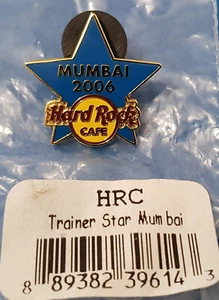 MUMBAI
2006
Hard Rock
CAFE
HRC
Trainer Star Mumbai
8 89382 39614 3